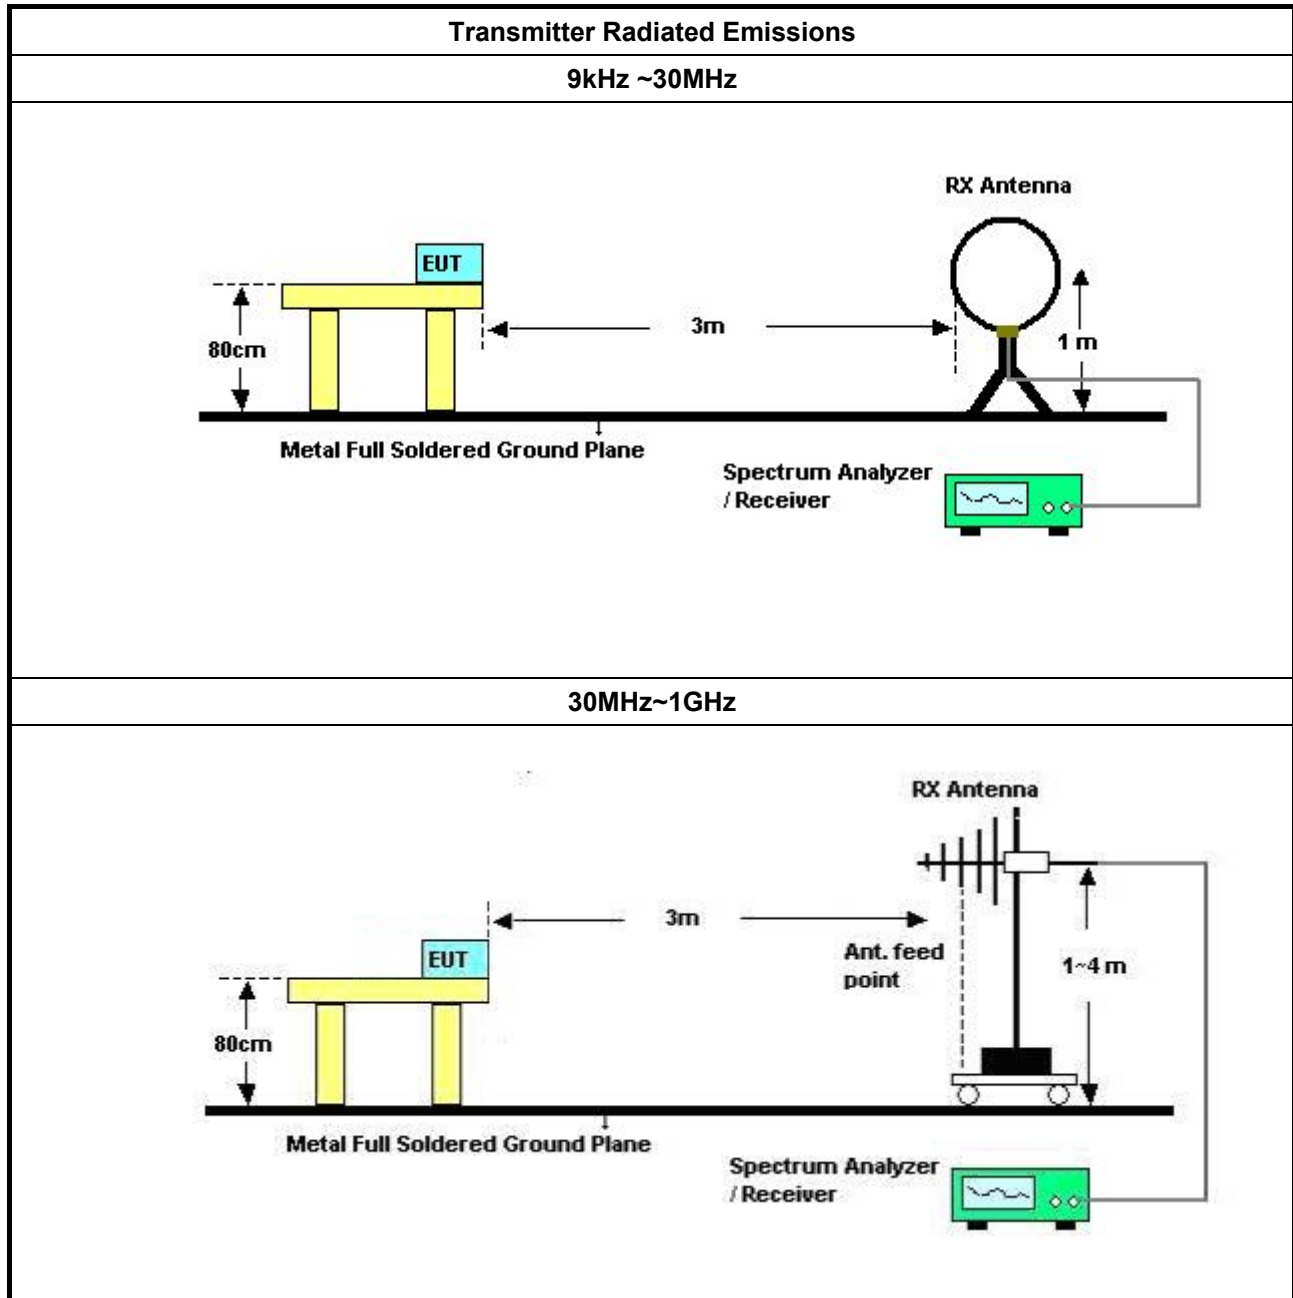 Transmitter Radiated Emissions
9kHz ~30MHz
RX Antenna
EUT
3m
80cm
1 m
Metal Full Soldered Ground Plane
Spectrum Analyzer
/ Receiver
30MHz~1GHz
RX Antenna
3m
EUT
Ant. feed
point
1~4 m
80cm
Metal Full Soldered Ground Plane
Spectrum Analyzer
/ Receiver